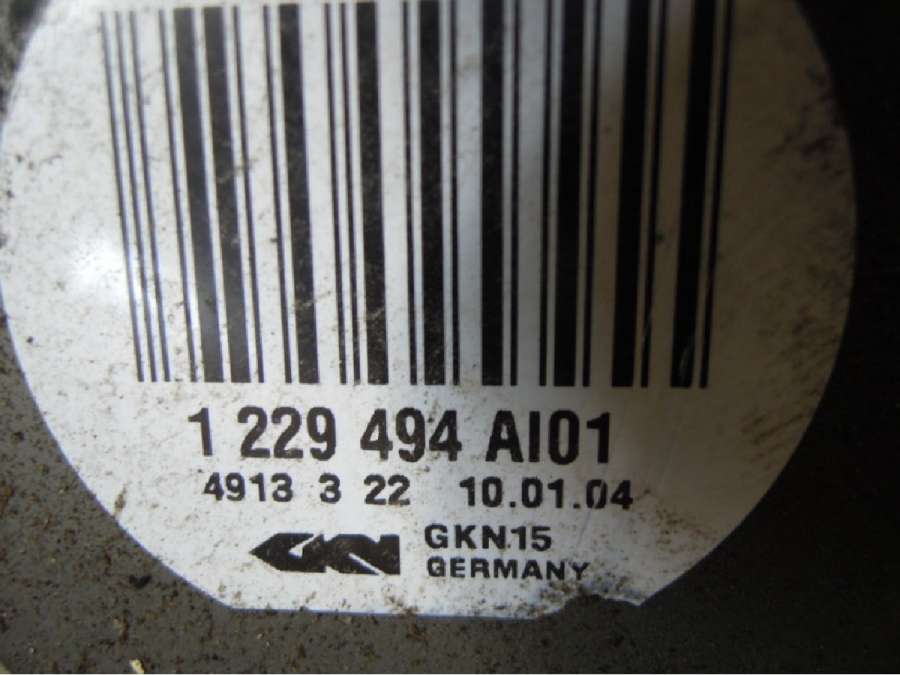 1 229 494 AI01
4913 3 22 10.01.04
GKN GKN15
GERMANY